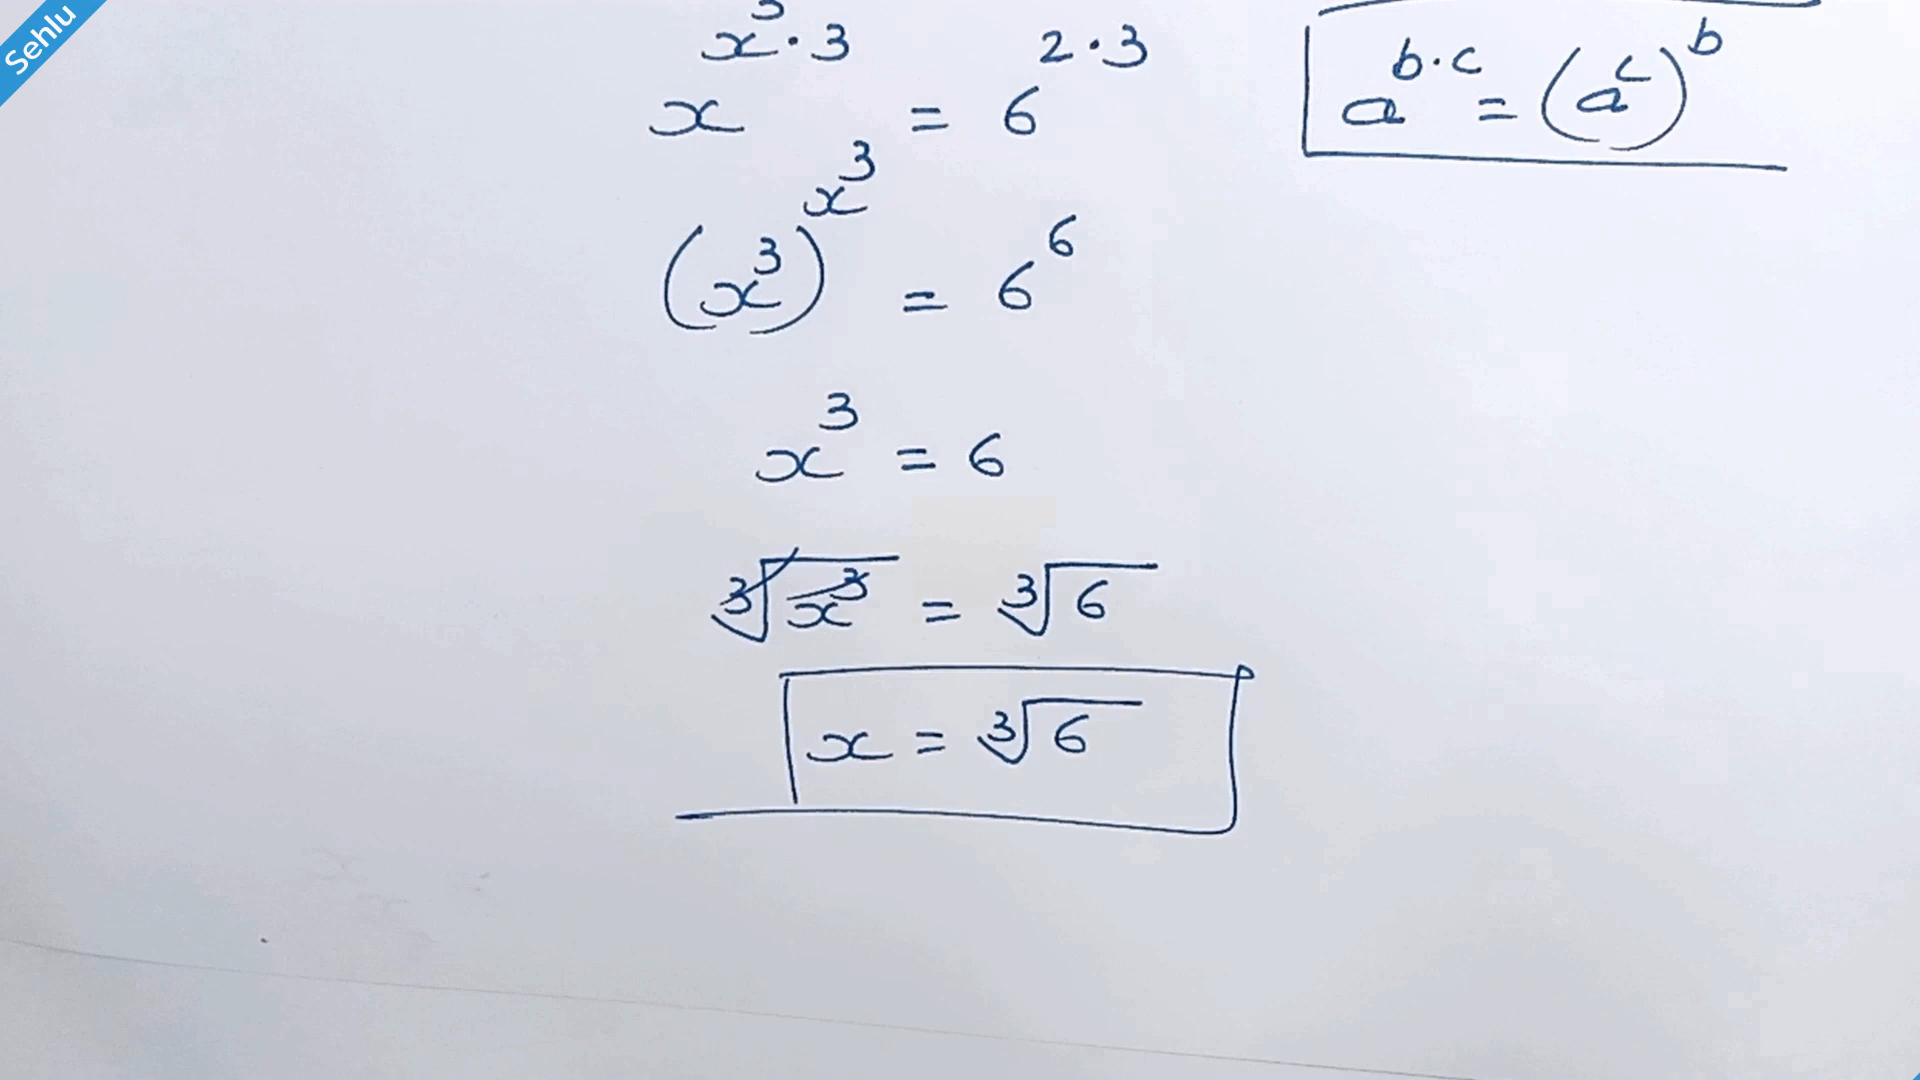 Sehlu
x^{x^3·3} = 6^{2·3}
a^{b·c} = (a^c)^b
(x^3)^{x^3} = 6^6
x^3 = 6
∛x^3 = ∛6
x = ∛6